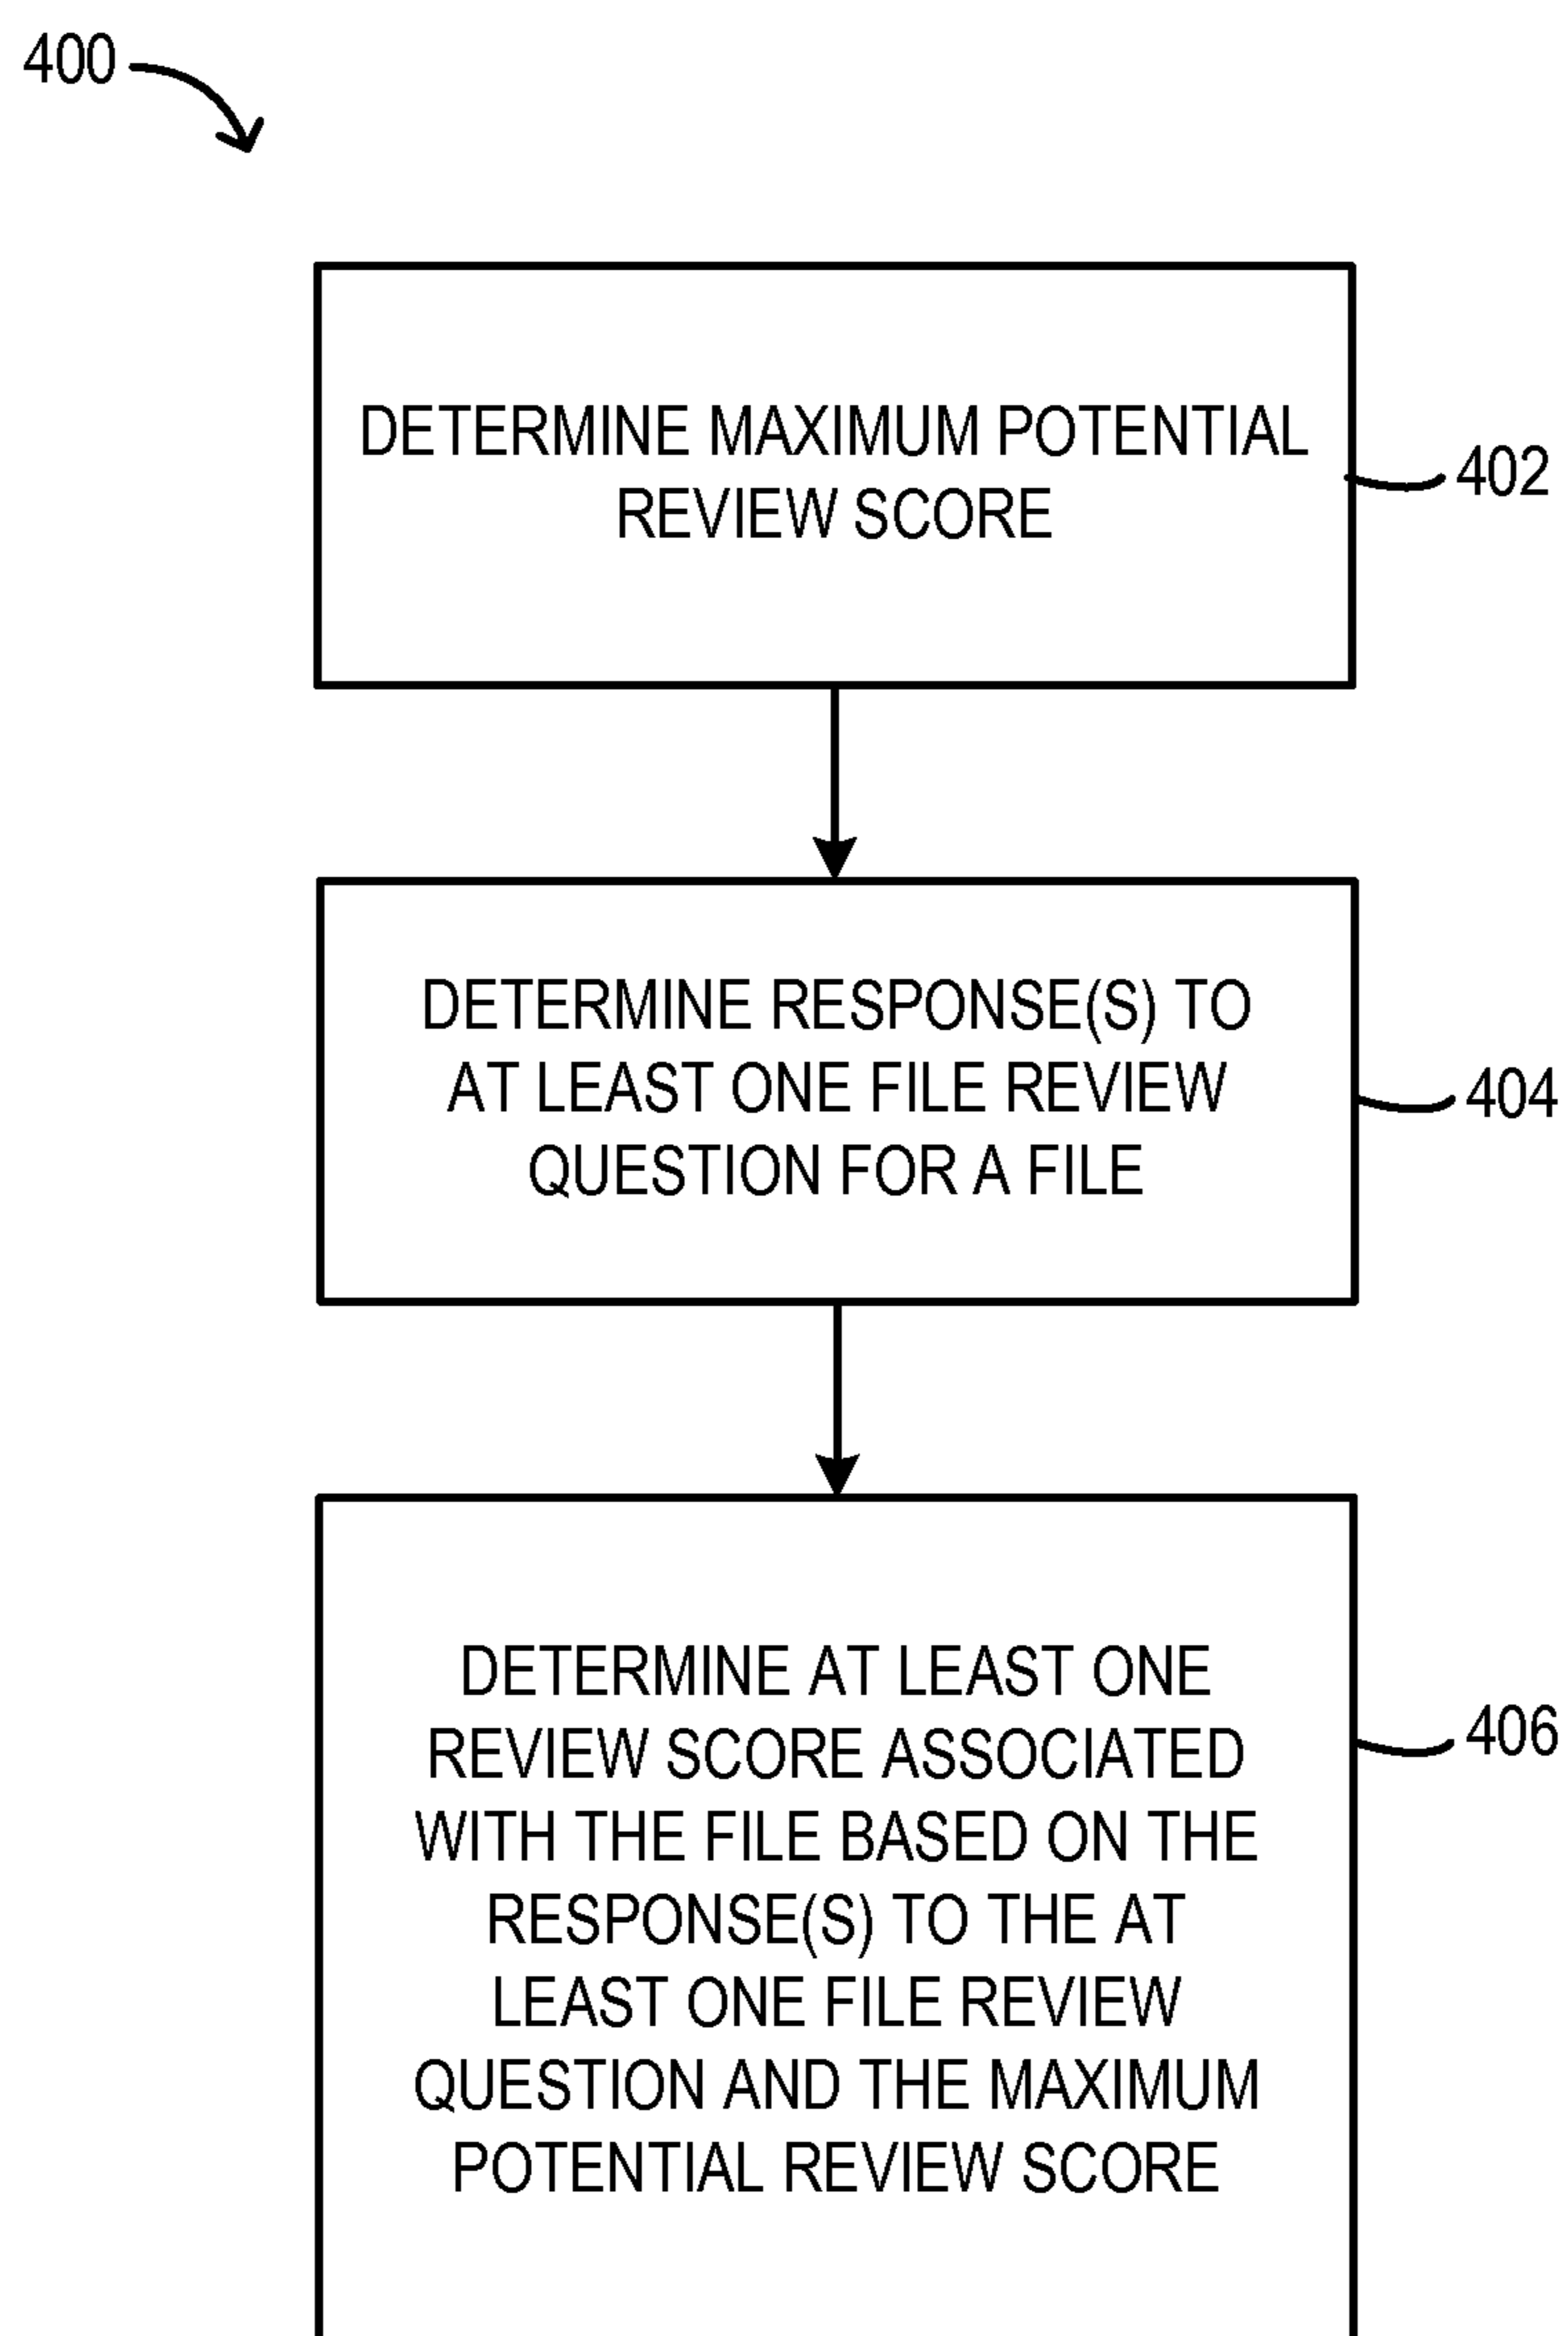 400
DETERMINE MAXIMUM POTENTIAL
REVIEW SCORE
402
DETERMINE RESPONSE(S) TO
AT LEAST ONE FILE REVIEW
QUESTION FOR A FILE
404
DETERMINE AT LEAST ONE
REVIEW SCORE ASSOCIATED
WITH THE FILE BASED ON THE
RESPONSE(S) TO THE AT
LEAST ONE FILE REVIEW
QUESTION AND THE MAXIMUM
POTENTIAL REVIEW SCORE
406